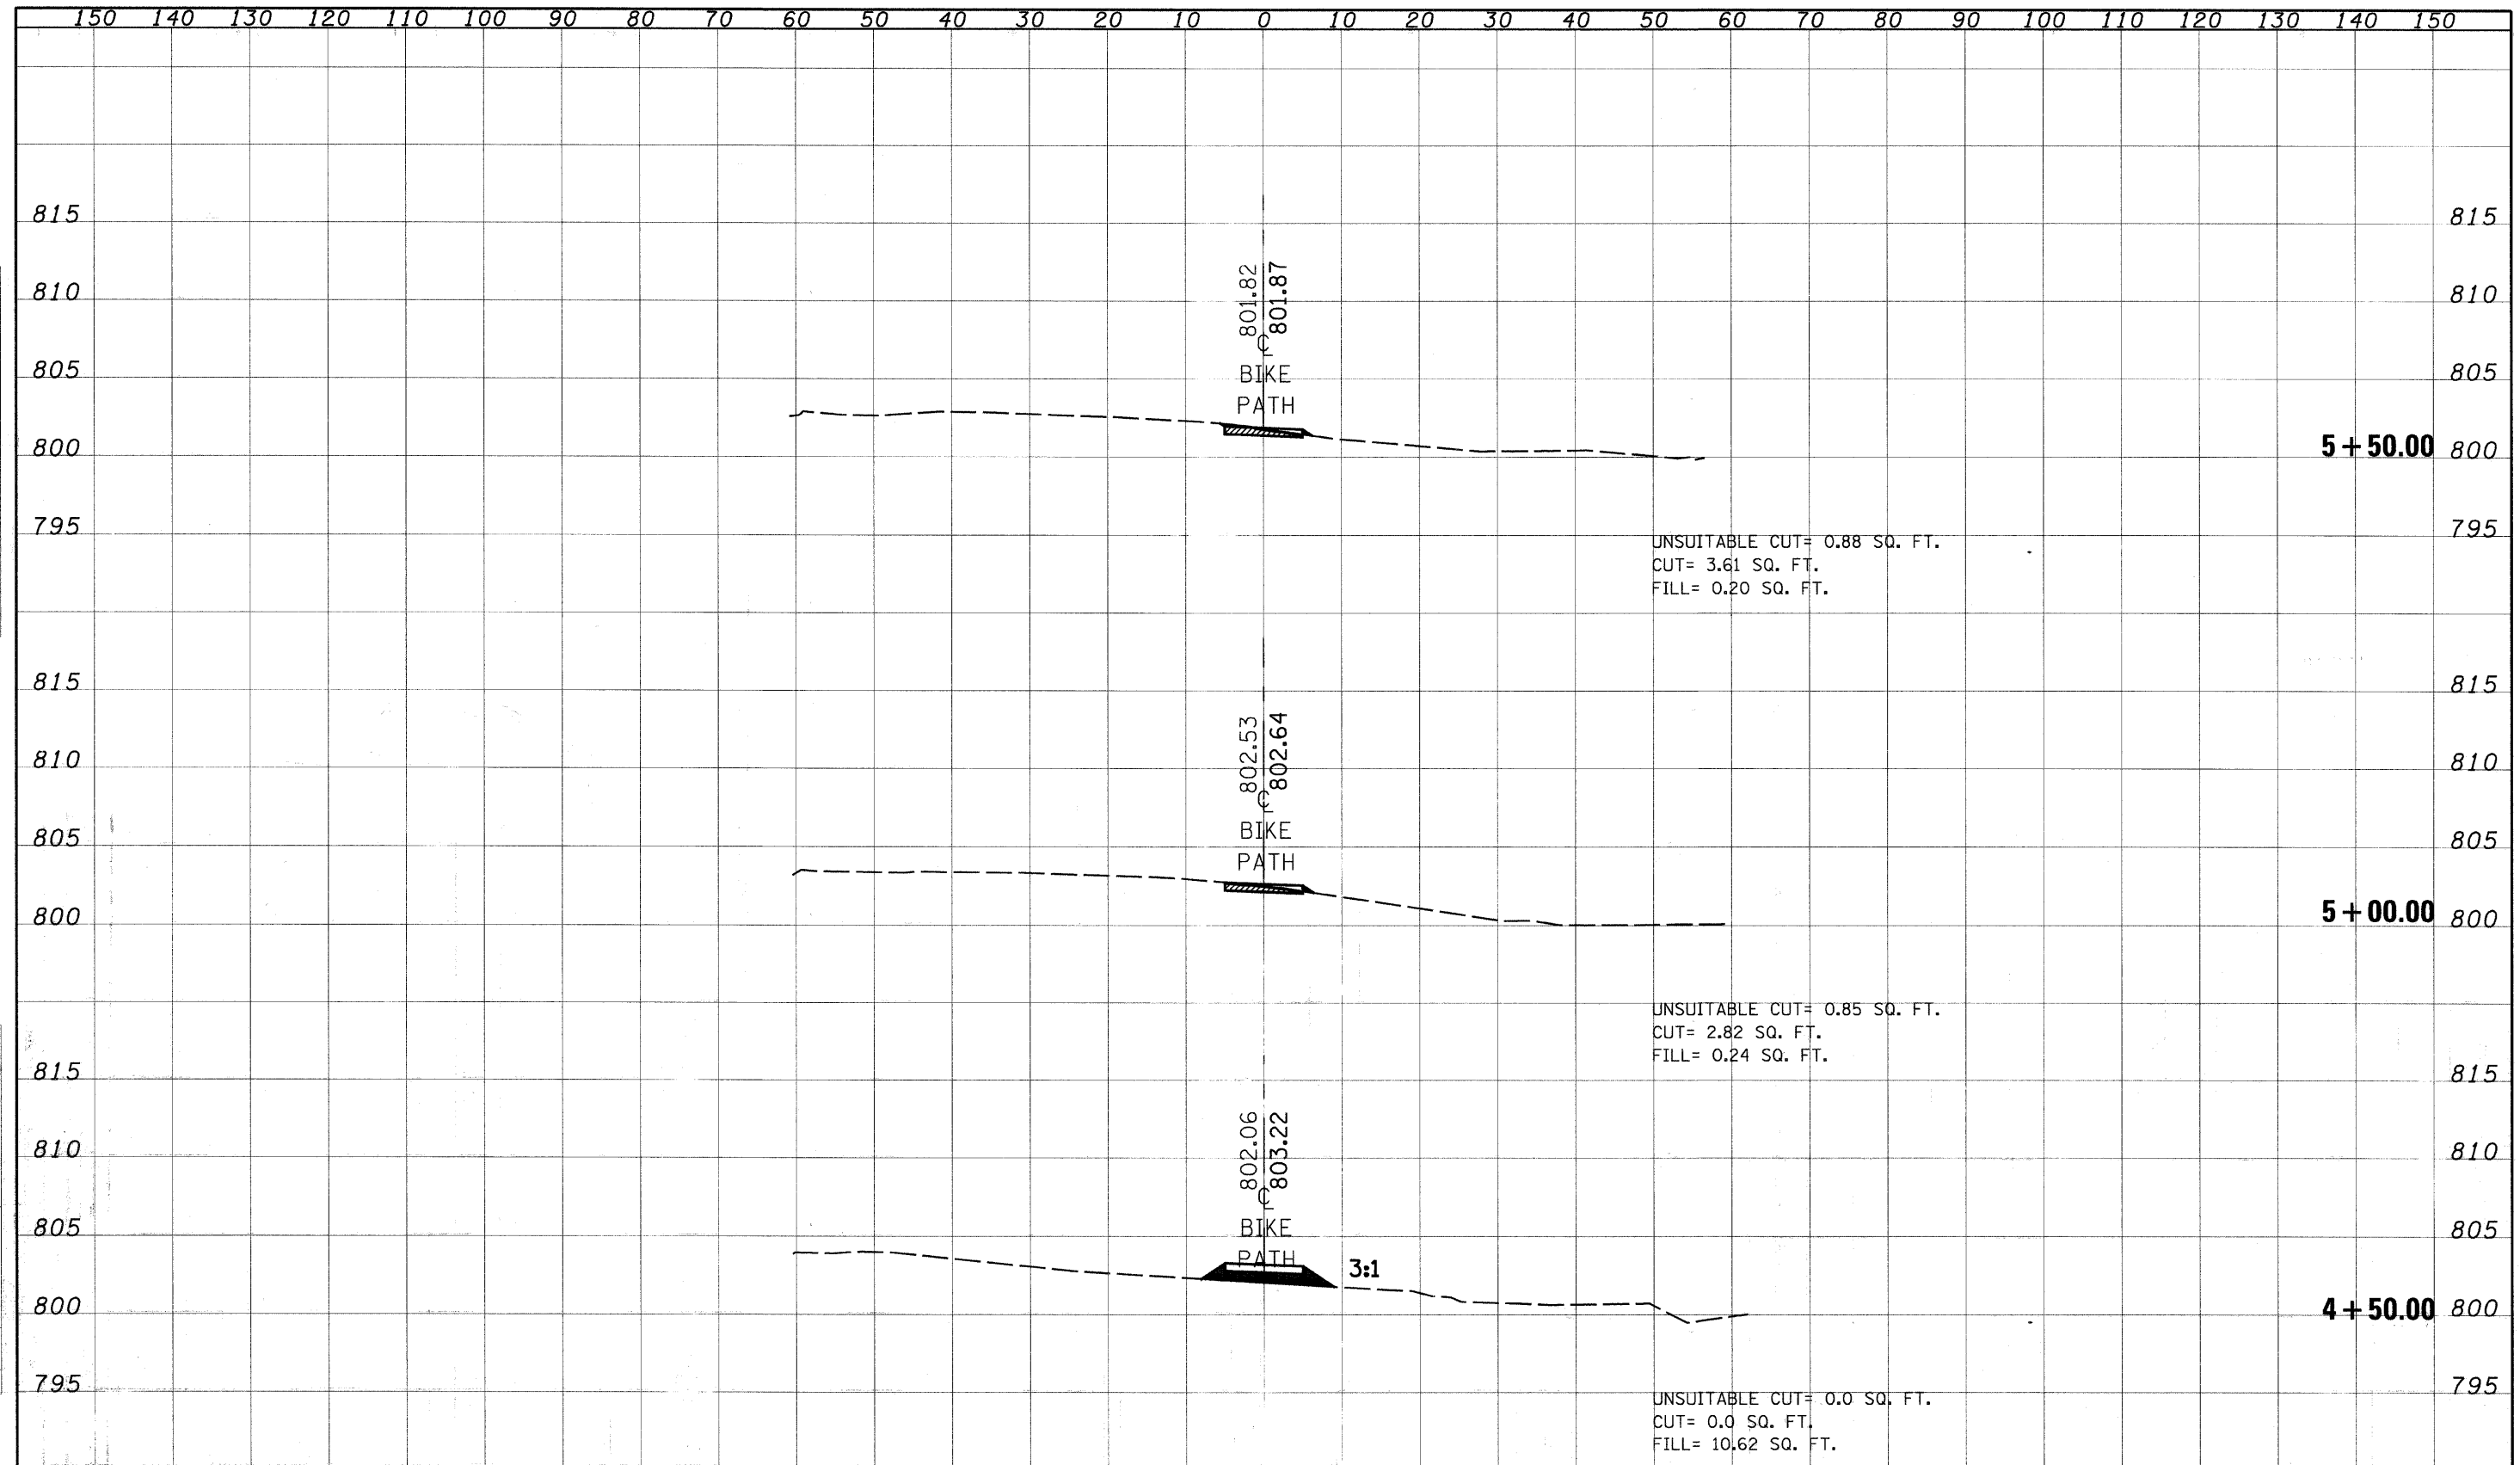 150 140 130 120 110 100 90 80 70 60 50 40 30 20 10 0 10 20 30 40 50 60 70 80 90 100 110 120 130 140 150
815 815
801.82
801.87
810 810
℄
805 BIKE 805
PATH
800 5+50.00 800
795 795
UNSUITABLE CUT= 0.88 SQ. FT.
CUT= 3.61 SQ. FT.
FILL= 0.20 SQ. FT.
815 815
802.53
802.64
810 810
℄
805 BIKE 805
PATH
800 5+00.00 800
UNSUITABLE CUT= 0.85 SQ. FT.
CUT= 2.82 SQ. FT.
FILL= 0.24 SQ. FT.
815 815
802.06
803.22
810 810
℄
805 BIKE 805
PATH
3:1
800 4+50.00 800
795 795
UNSUITABLE CUT= 0.0 SQ. FT.
CUT= 0.0 SQ. FT.
FILL= 10.62 SQ. FT.